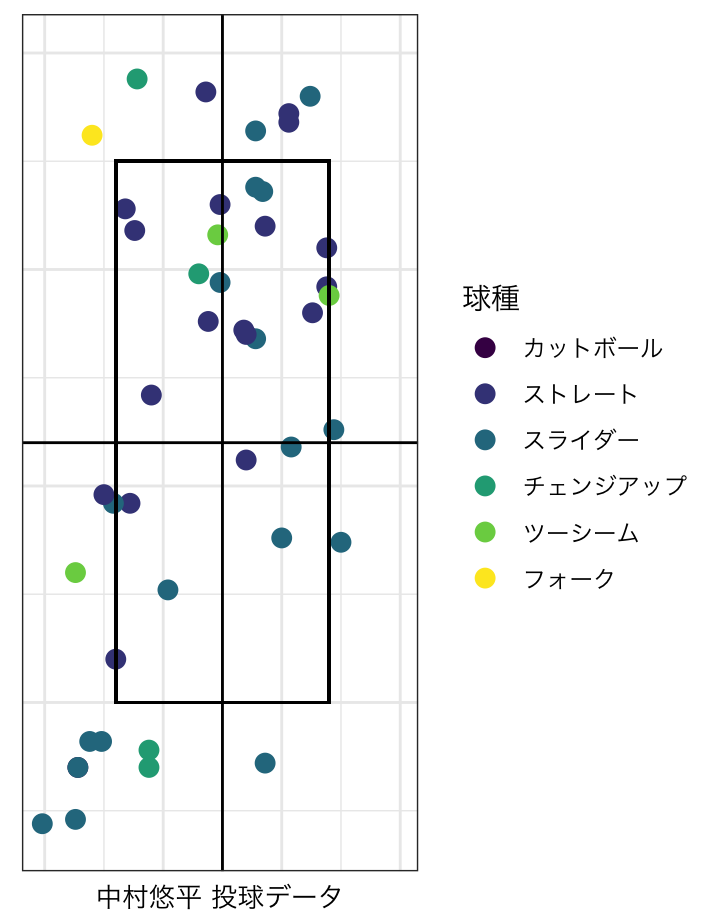 球種
カットボール
ストレート
スライダー
チェンジアップ
ツーシーム
フォーク
中村悠平 投球データ